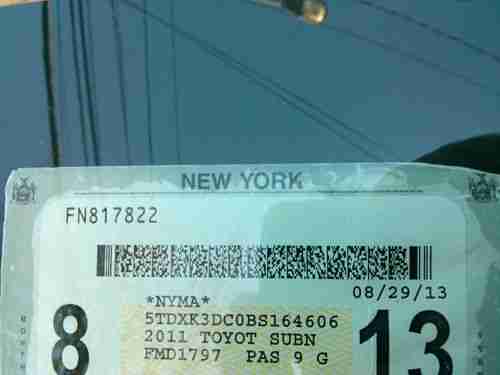 NEW YORK
FN817822
08/29/13
*NYMA*
5TDXK3DC0BS164606
2011 TOYOT SUBN
FMD1797 PAS 9 G
8 13